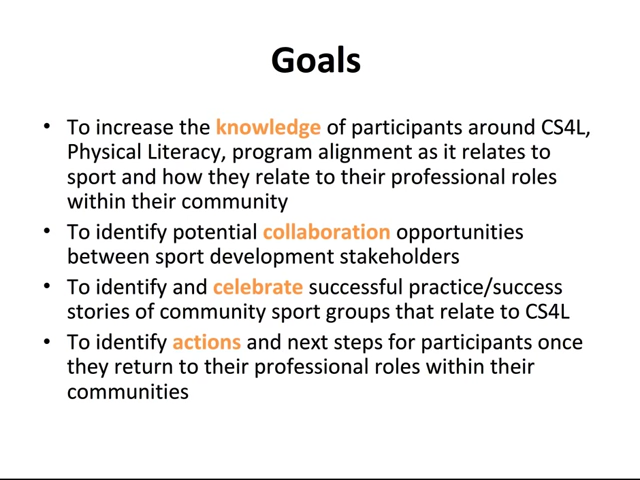 Goals
• To increase the knowledge of participants around CS4L,
Physical Literacy, program alignment as it relates to
sport and how they relate to their professional roles
within their community
• To identify potential collaboration opportunities
between sport development stakeholders
• To identify and celebrate successful practice/success
stories of community sport groups that relate to CS4L
• To identify actions and next steps for participants once
they return to their professional roles within their
communities